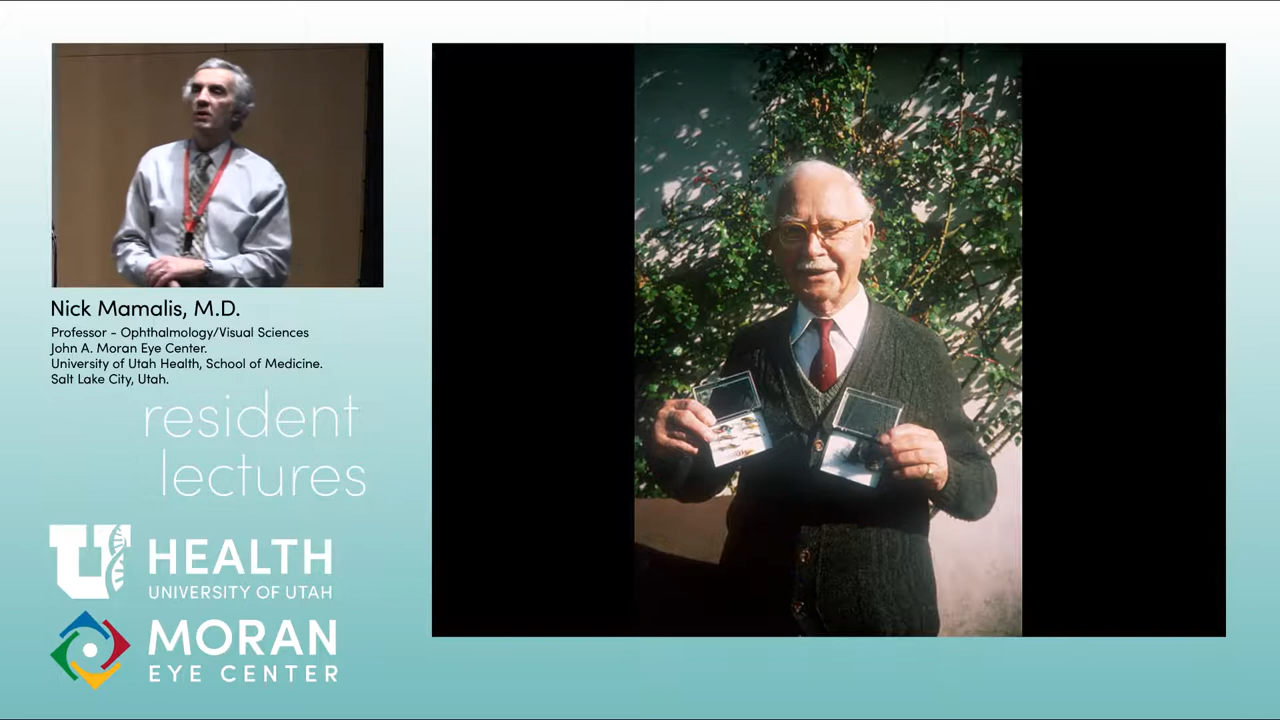 Nick Mamalis, M.D.
Professor - Ophthalmology/Visual Sciences
John A. Moran Eye Center.
University of Utah Health, School of Medicine.
Salt Lake City, Utah.
resident
lectures
U HEALTH
UNIVERSITY OF UTAH
MORAN
EYE CENTER